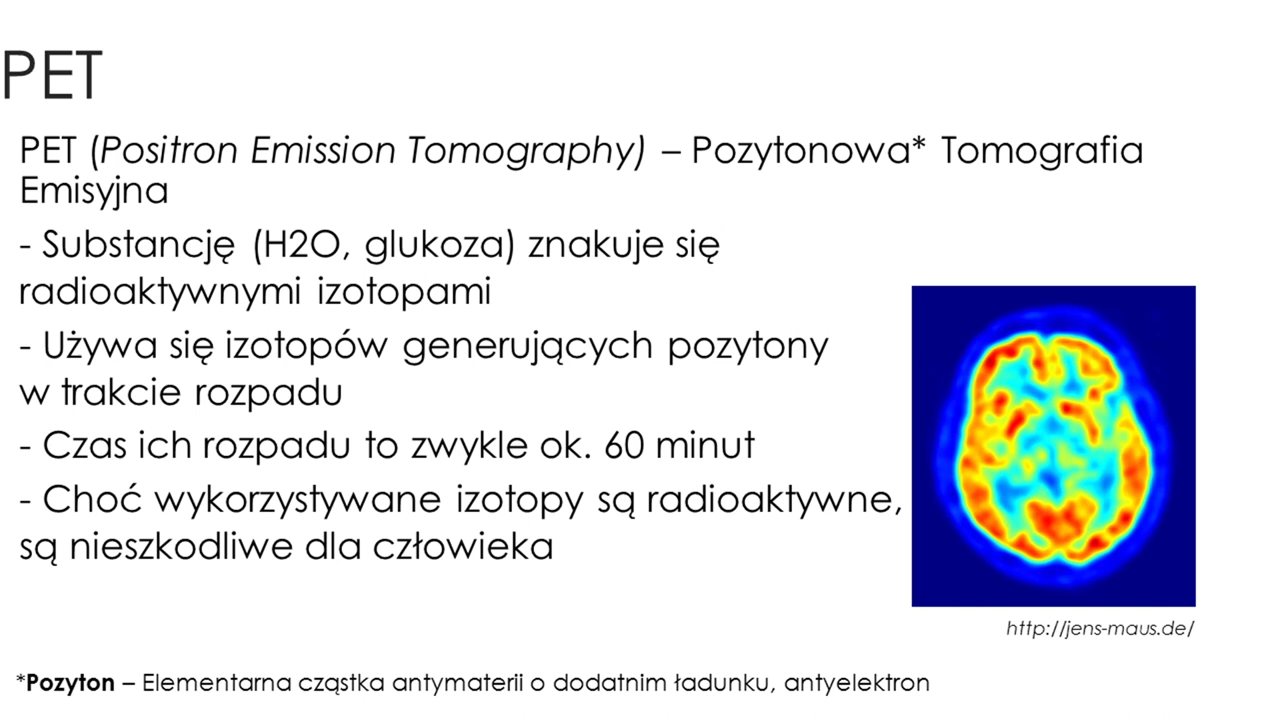 PET
PET (Positron Emission Tomography) – Pozytonowa* Tomografia
Emisyjna
- Substancję (H2O, glukoza) znakuje się
radioaktywnymi izotopami
- Używa się izotopów generujących pozytony
w trakcie rozpadu
- Czas ich rozpadu to zwykle ok. 60 minut
- Choć wykorzystywane izotopy są radioaktywne,
są nieszkodliwe dla człowieka
http://jens-maus.de/
*Pozyton – Elementarna cząstka antymaterii o dodatnim ładunku, antyelektron